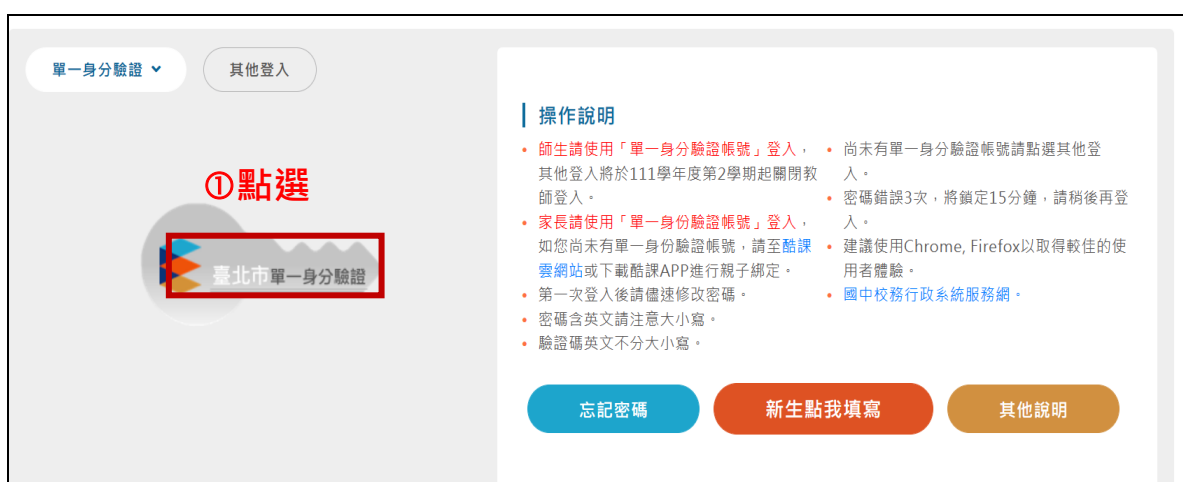 單一身分驗證
其他登入
①點選
臺北市單一身分驗證
操作說明
• 師生請使用「單一身分驗證帳號」登入，
其他登入將於111學年度第2學期起關閉教
師登入。
• 家長請使用「單一身份驗證帳號」登入，
如您尚未有單一身份驗證帳號，請至酷課
雲網站或下載酷課APP進行親子綁定。
• 第一次登入後請儘速修改密碼。
• 密碼含英文請注意大小寫。
• 驗證碼英文不分大小寫。
• 尚未有單一身分驗證帳號請點選其他登
入。
• 密碼錯誤3次，將鎖定15分鐘，請稍後再登
入。
• 建議使用Chrome, Firefox以取得較佳的使
用者體驗。
• 國中校務行政系統服務網。
忘記密碼
新生點我填寫
其他說明